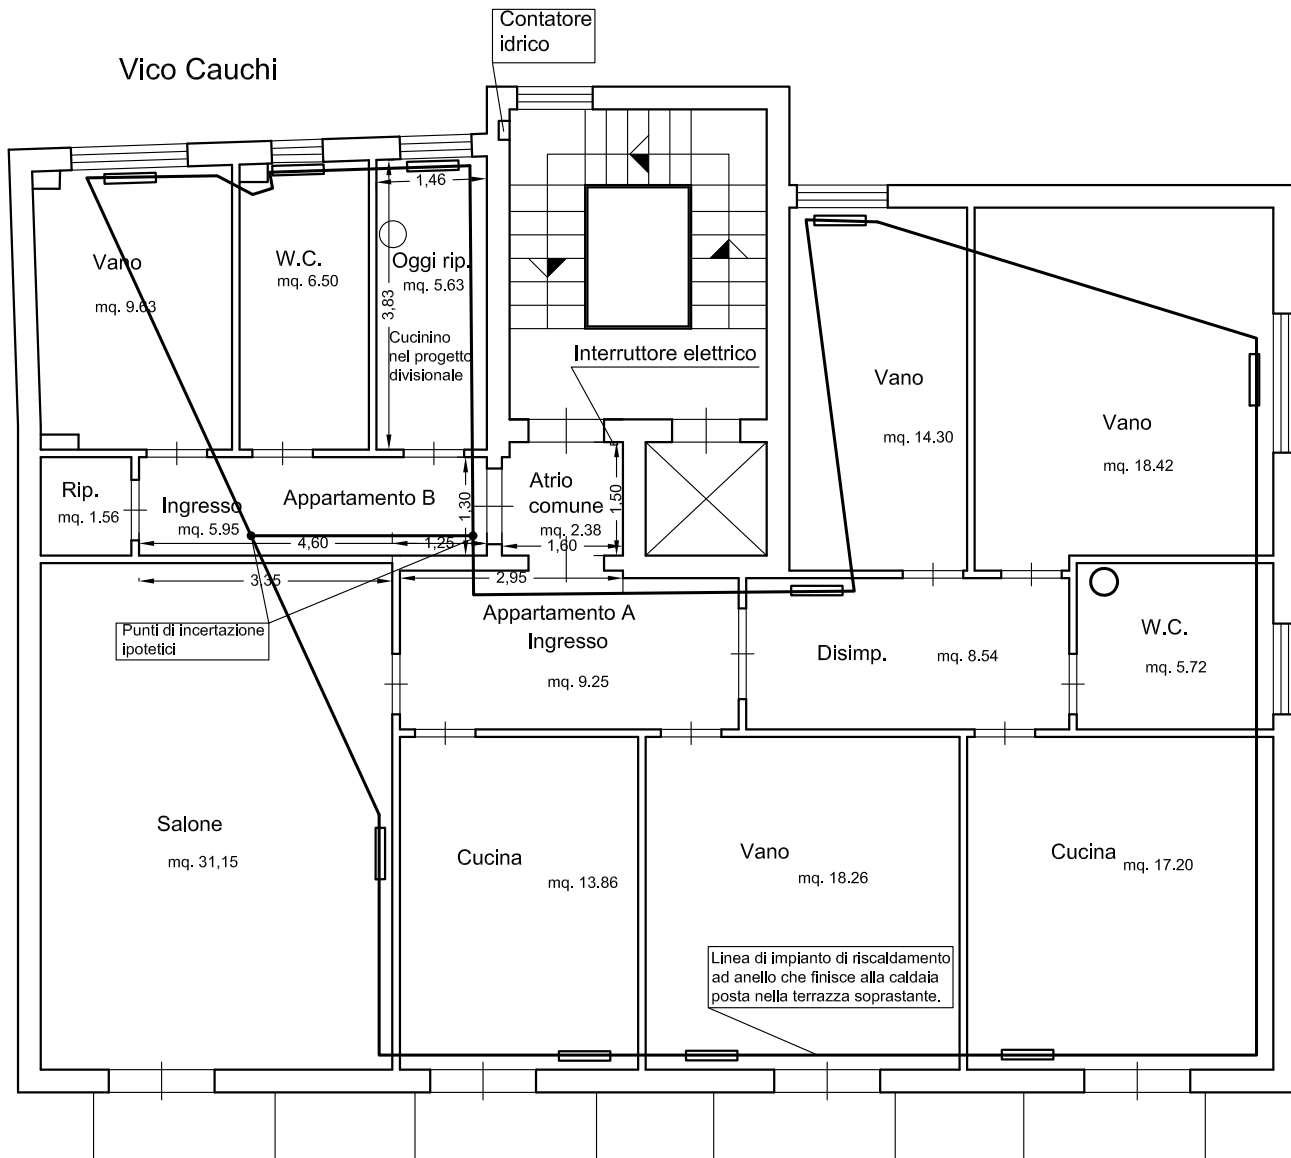 Contatore
idrico
Vico Cauchi
1,46
Vano
mq. 9.63
W.C.
mq. 6.50
Oggi rip.
mq. 5.63
3,83
Cucinino
nel progetto
divisionale
Interruttore elettrico
Vano
mq. 14.30
Vano
mq. 18.42
Rip.
mq. 1.56
Ingresso
mq. 5.95
Appartamento B
1,30
Atrio
comune
mq. 2.38
1,50
4,60
1,25
1,60
3,35
2,95
Punti di incertazione
ipotetici
Appartamento A
Ingresso
mq. 9.25
Disimp.
mq. 8.54
W.C.
mq. 5.72
Salone
mq. 31,15
Cucina
mq. 13.86
Vano
mq. 18.26
Cucina
mq. 17.20
Linea di impianto di riscaldamento
ad anello che finisce alla caldaia
posta nella terrazza soprastante.